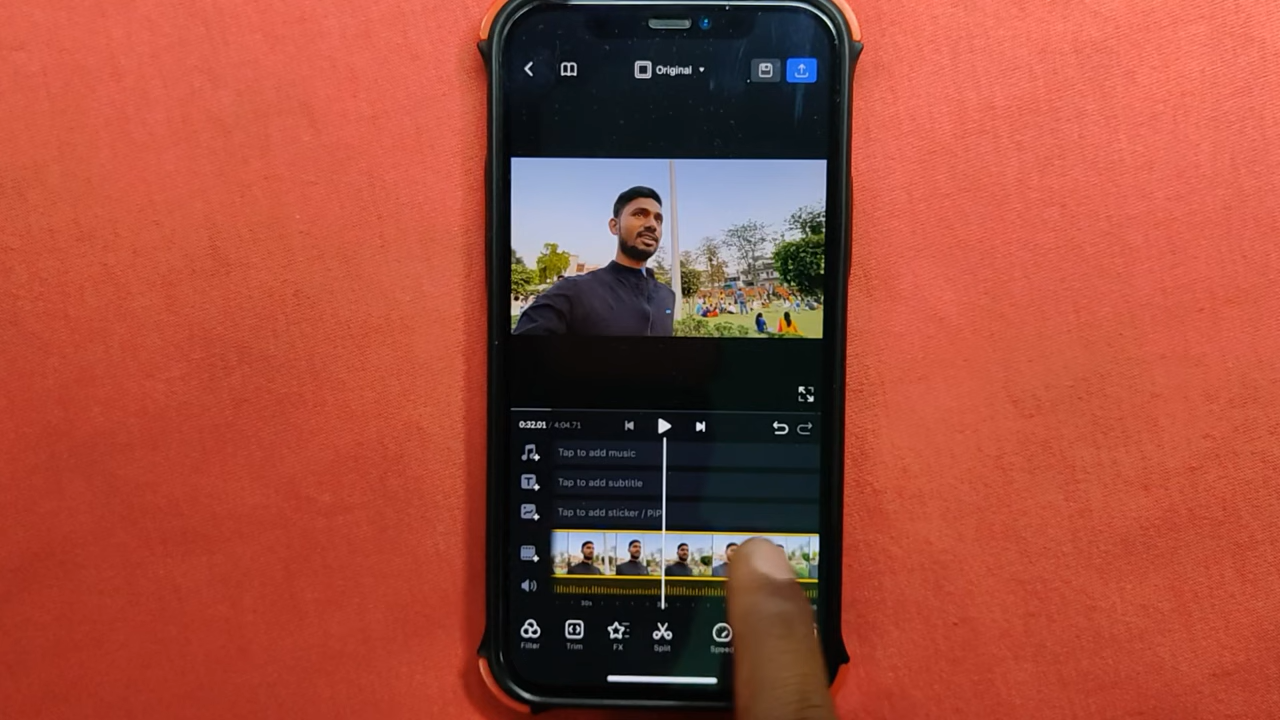 Original
0:32.01 / 4:04.71
Tap to add music
Tap to add subtitle
Tap to add sticker / PiP
30s
Filter
Trim
FX
Split
Speed